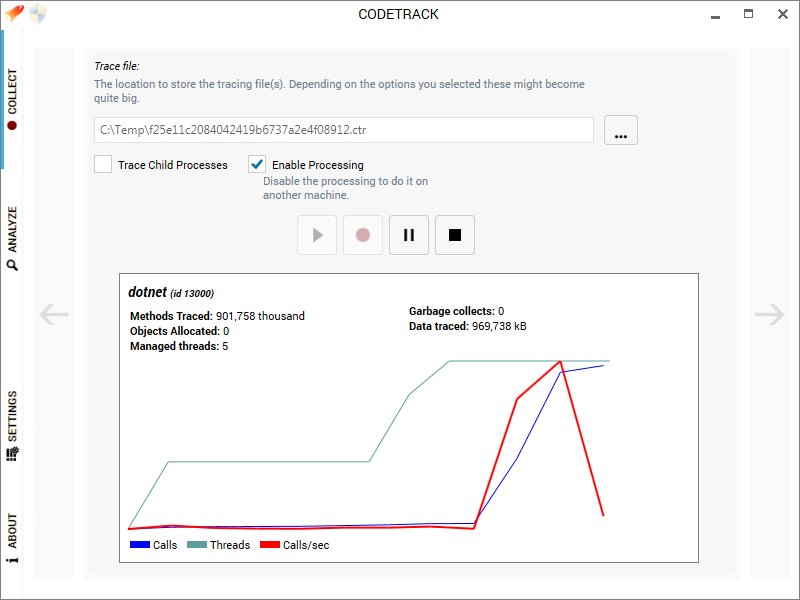 CODETRACK
COLLECT
ANALYZE
SETTINGS
ABOUT
Trace file:
The location to store the tracing file(s). Depending on the options you selected these might become
quite big.
C:\Temp\f25e11c2084042419b6737a2e4f08912.ctr
...
Trace Child Processes
Enable Processing
Disable the processing to do it on
another machine.
dotnet (id 13000)
Methods Traced: 901,758 thousand
Objects Allocated: 0
Managed threads: 5
Garbage collects: 0
Data traced: 969,738 kB
Calls Threads Calls/sec